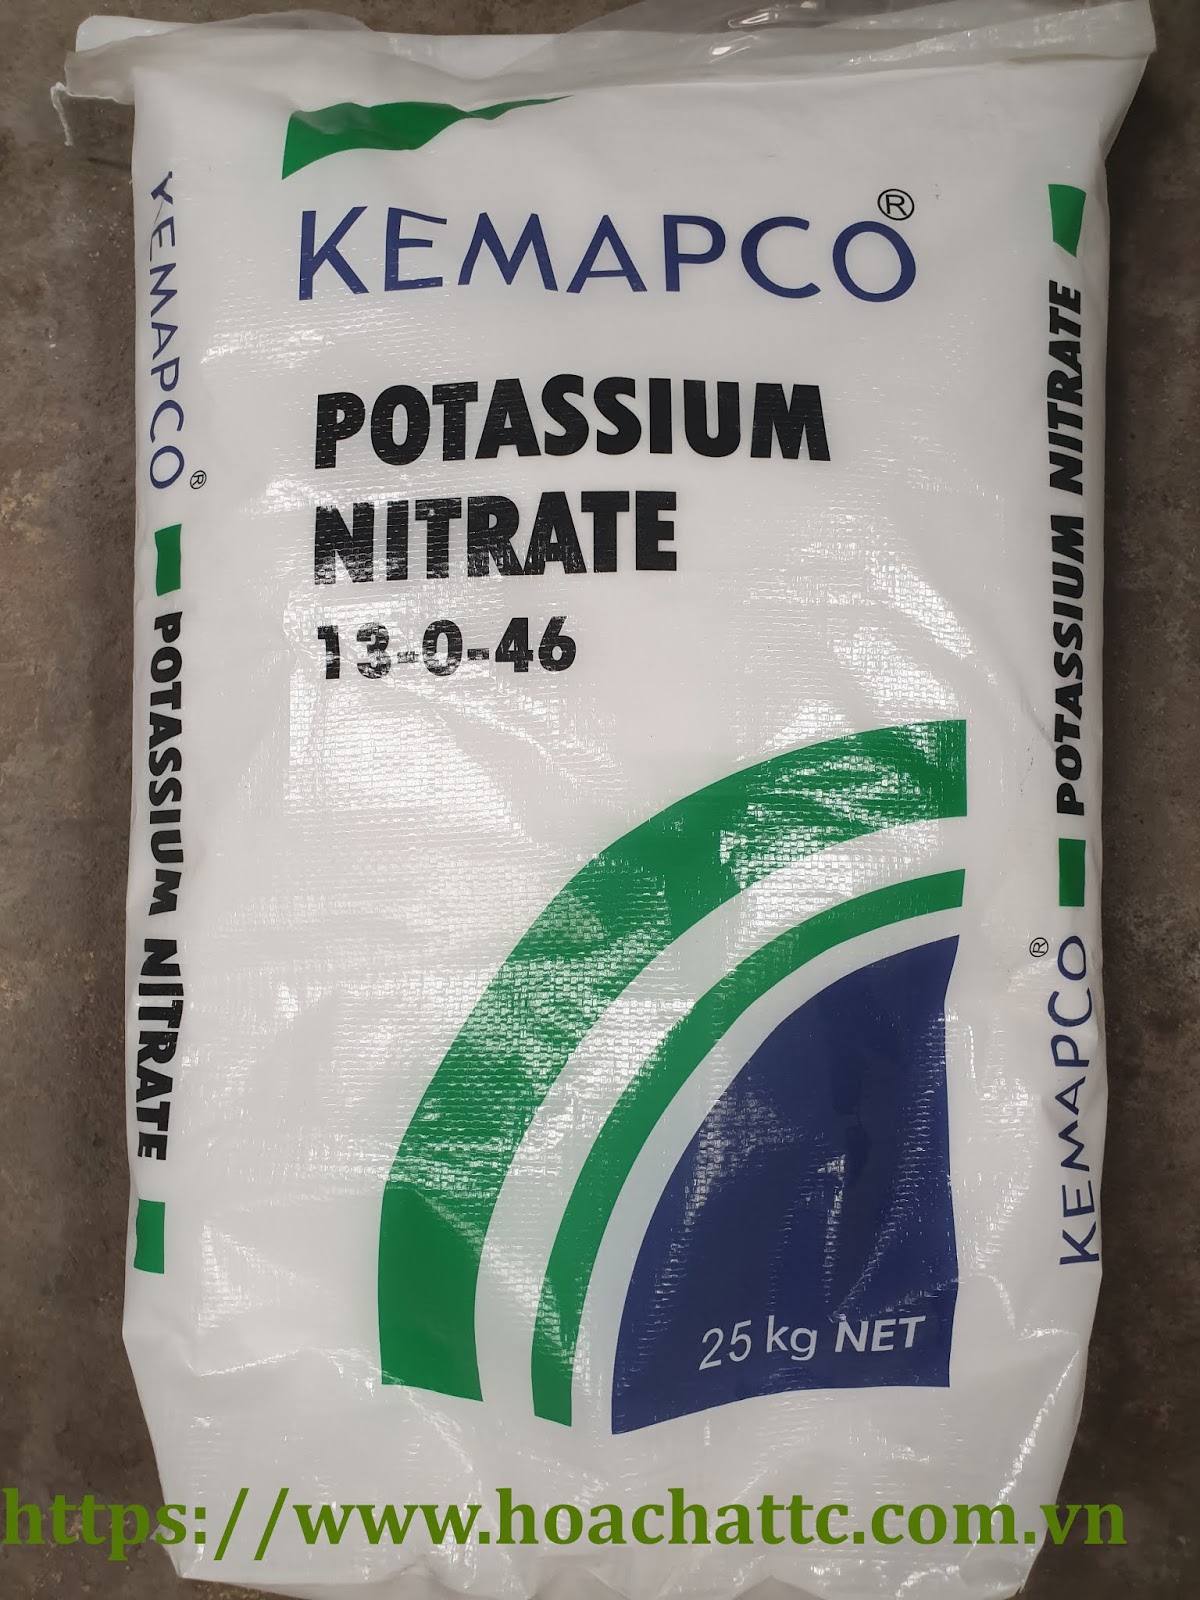 KEMAPCO®
POTASSIUM
NITRATE
13-0-46
25 kg NET
KEMAPCO®
POTASSIUM NITRATE
POTASSIUM NITRATE
KEMAPCO®
https://www.hoachattc.com.vn